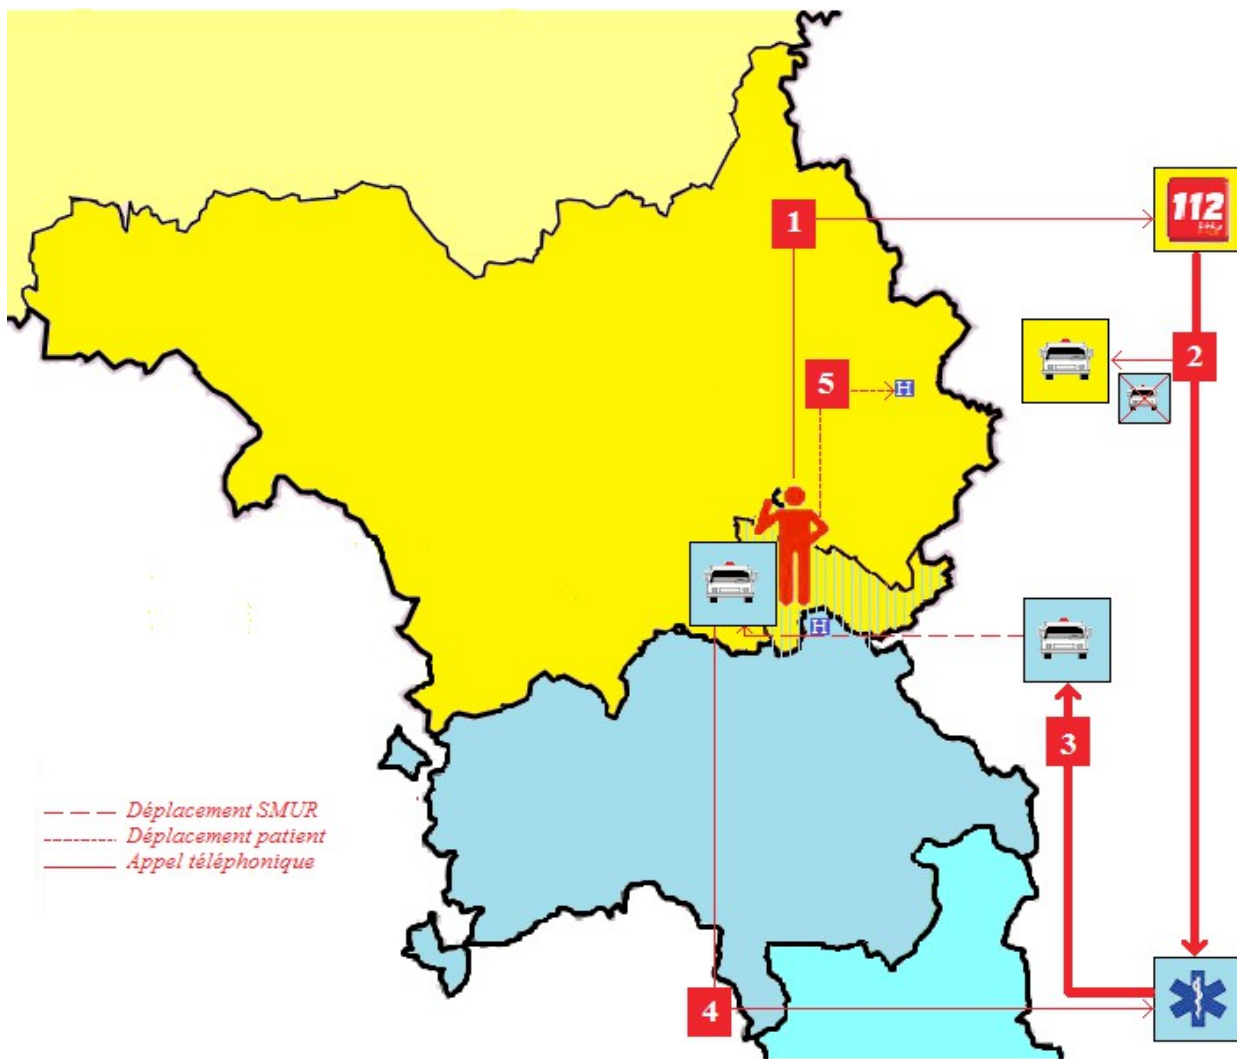 1
112
2
5
H
H
3
Déplacement SMUR
Déplacement patient
Appel téléphonique
4